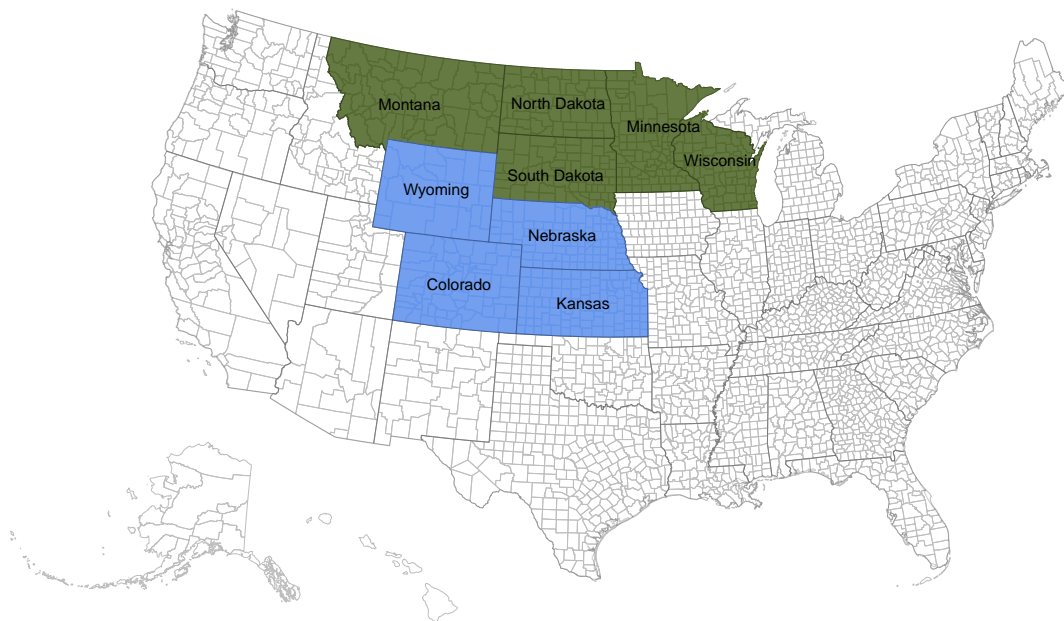 Montana
North Dakota
Minnesota
Wisconsin
South Dakota
Wyoming
Nebraska
Colorado
Kansas